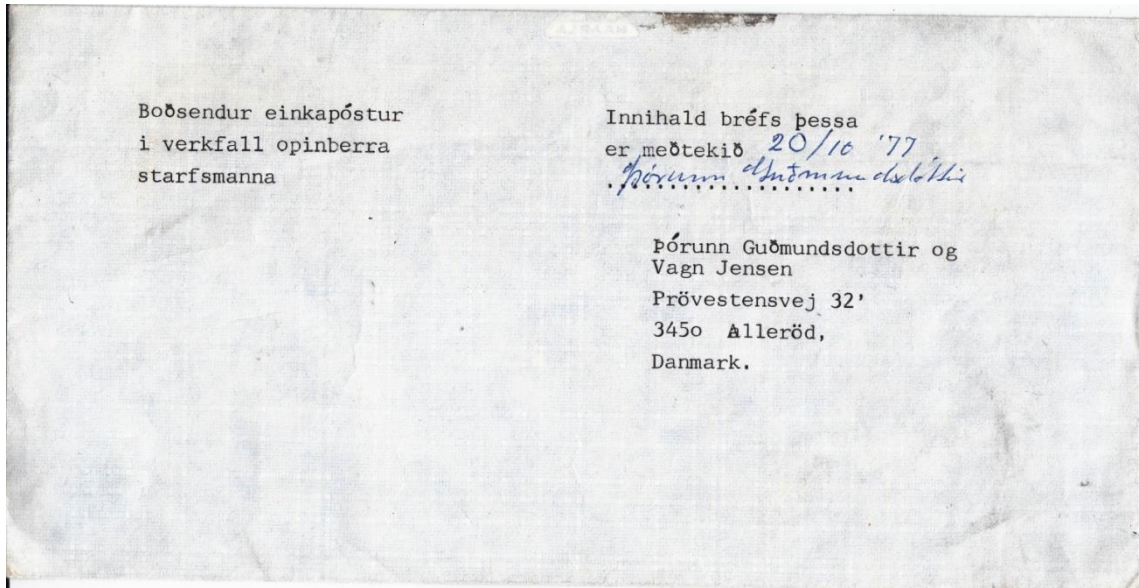 Boðsendur einkapóstur
i verkfall opinberra
starfsmanna
Innihald bréfs þessa
er meðtekið 20/10 '77
Þórunn Guðmundsdóttir
....................
Þórunn Guðmundsdottir og
Vagn Jensen
Prövestensvej 32'
345o Alleröd,
Danmark.